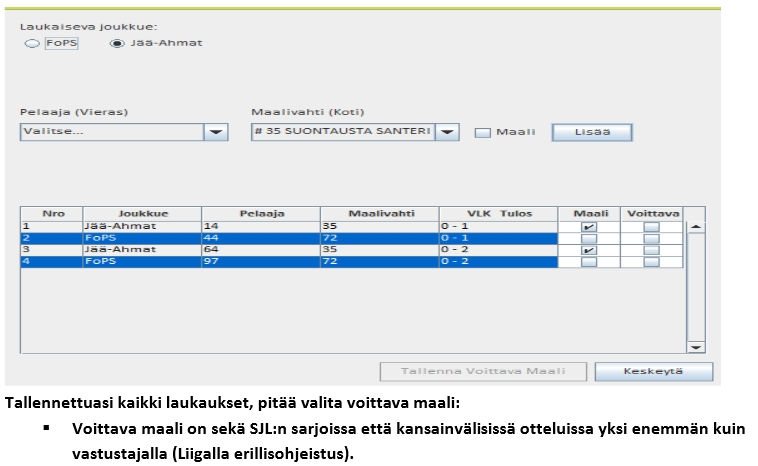 Laukaiseva joukkue:
FoPS Jää-Ahmat
Pelaaja (Vieras) Maalivahti (Koti)
Valitse... # 35 SUONTAUSTA SANTERI Maali Lisää
Nro Joukkue Pelaaja Maalivahti VLK Tulos Maali Voittava
1 Jää-Ahmat 14 35 0 - 1
2 FoPS 44 72 0 - 1
3 Jää-Ahmat 64 35 0 - 2
4 FoPS 97 72 0 - 2
Tallenna Voittava Maali Keskeytä
Tallennettuasi kaikki laukaukset, pitää valita voittava maali:
▪ Voittava maali on sekä SJL:n sarjoissa että kansainvälisissä otteluissa yksi enemmän kuin
vastustajalla (Liigalla erillisohjeistus).